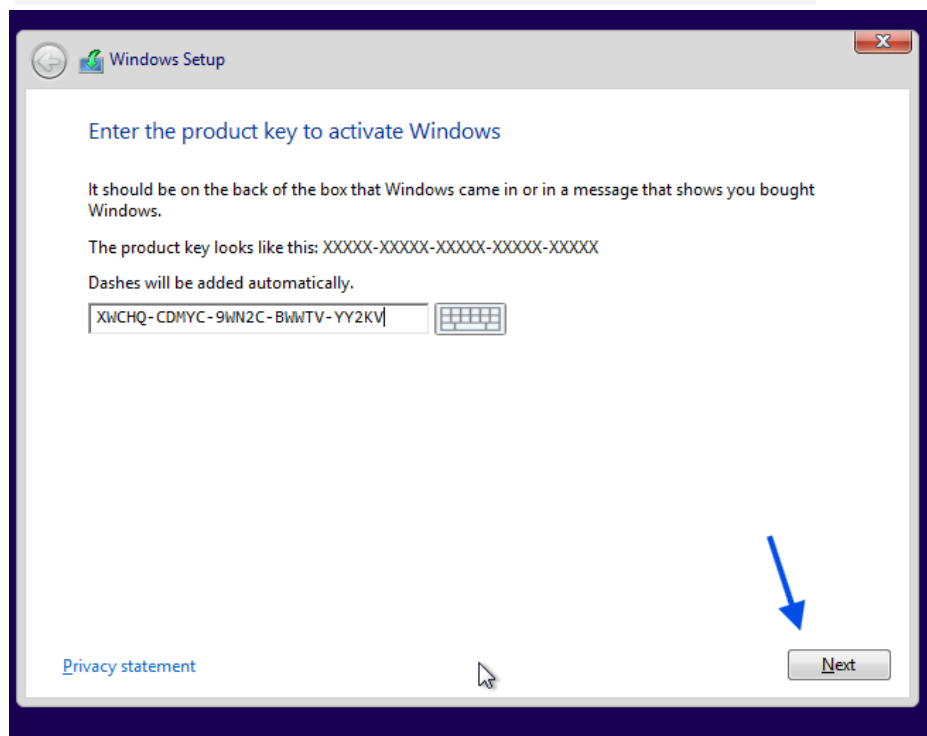 Windows Setup
Enter the product key to activate Windows
It should be on the back of the box that Windows came in or in a message that shows you bought
Windows.
The product key looks like this: XXXXX-XXXXX-XXXXX-XXXXX-XXXXX
Dashes will be added automatically.
XWCHQ-CDMYC-9WN2C-BWWTV-YY2KV
Privacy statement
Next